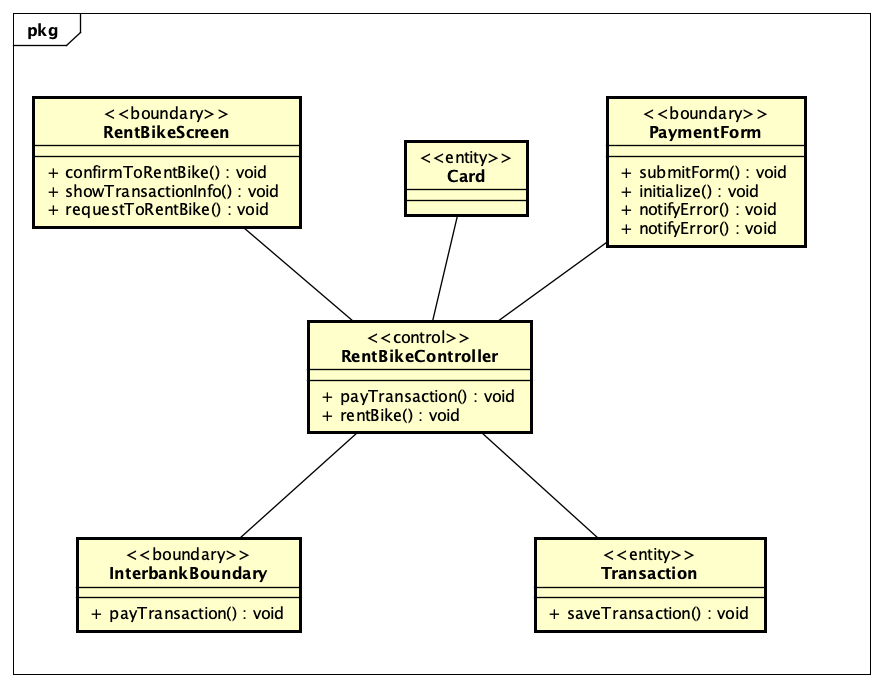 pkg
<<boundary>>
RentBikeScreen
+ confirmToRentBike() : void
+ showTransactionInfo() : void
+ requestToRentBike() : void
<<entity>>
Card
<<boundary>>
PaymentForm
+ submitForm() : void
+ initialize() : void
+ notifyError() : void
+ notifyError() : void
<<control>>
RentBikeController
+ payTransaction() : void
+ rentBike() : void
<<boundary>>
InterbankBoundary
+ payTransaction() : void
<<entity>>
Transaction
+ saveTransaction() : void